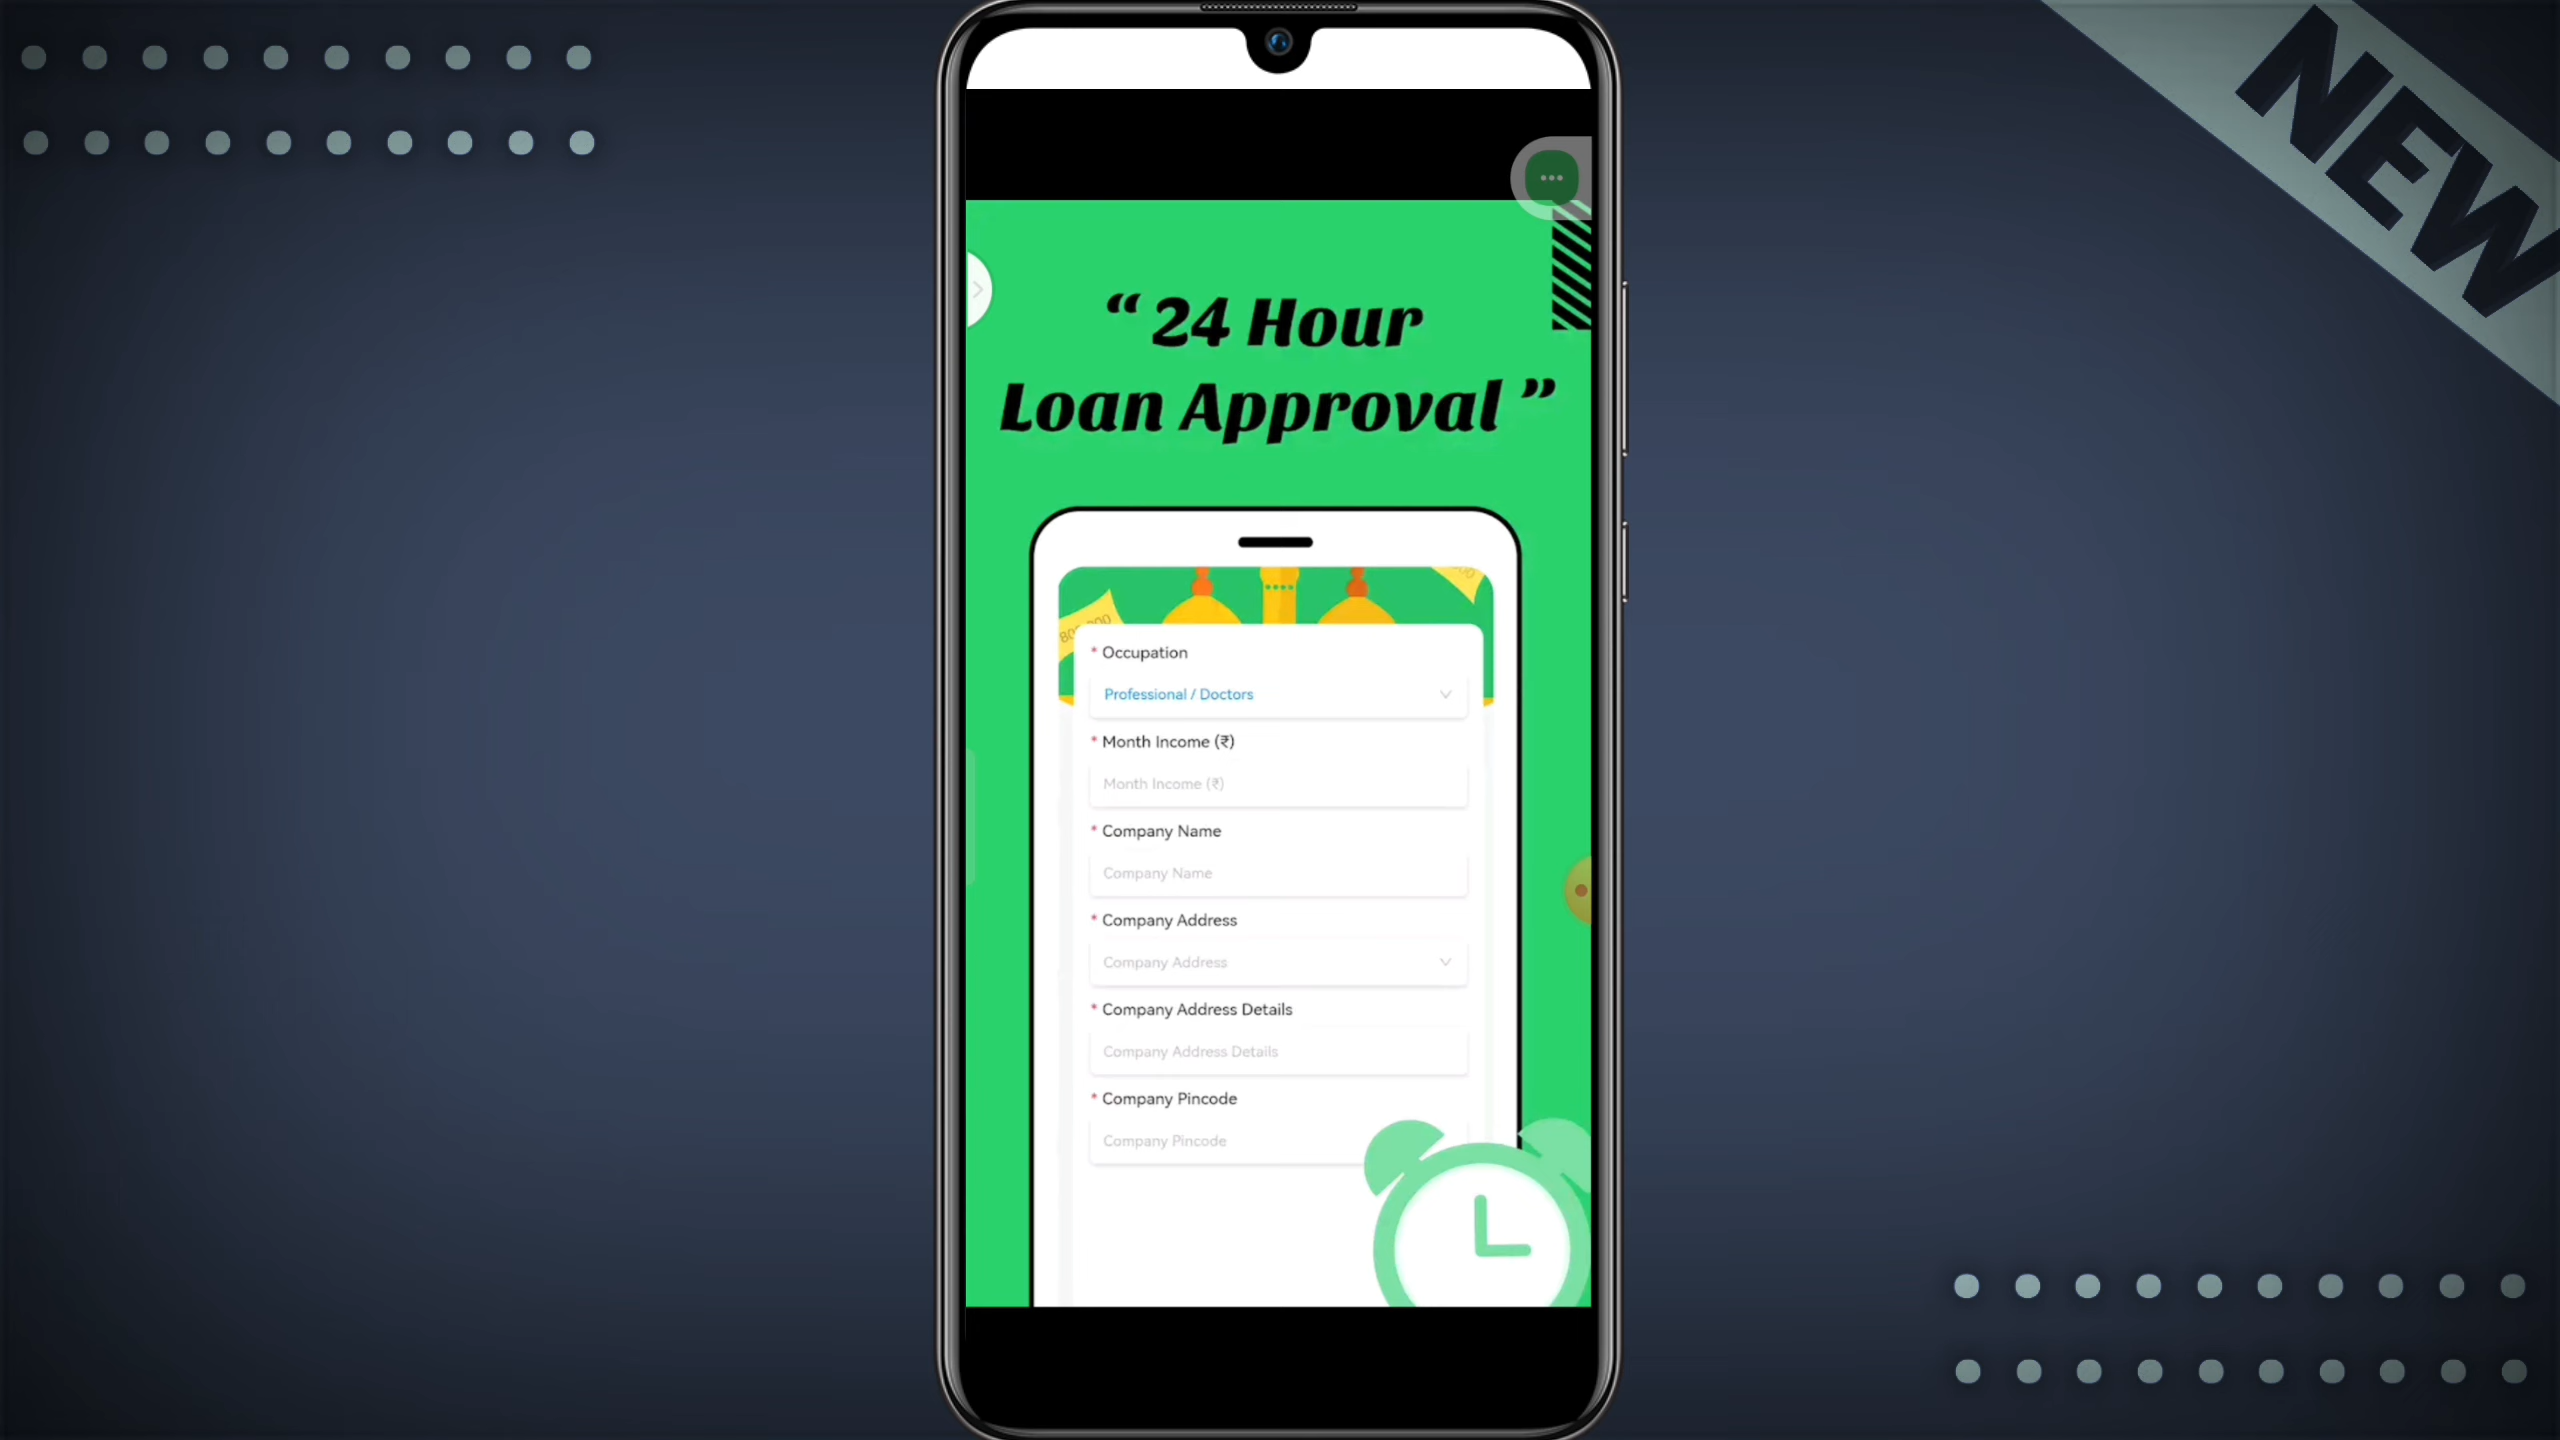 NEW
“ 24 Hour
Loan Approval ”
* Occupation
Professional / Doctors
* Month Income (₹)
Month Income (₹)
* Company Name
Company Name
* Company Address
Company Address
* Company Address Details
Company Address Details
* Company Pincode
Company Pincode